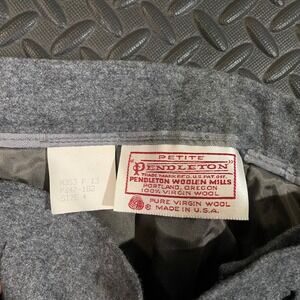 PETITE
"PENDLETON"
TRADE MARK REG. U.S. PAT. OFF.
PENDLETON WOOLEN MILLS
PORTLAND, OREGON
100% VIRGIN WOOL
PURE VIRGIN WOOL
MADE IN U.S.A.
SIZE 4